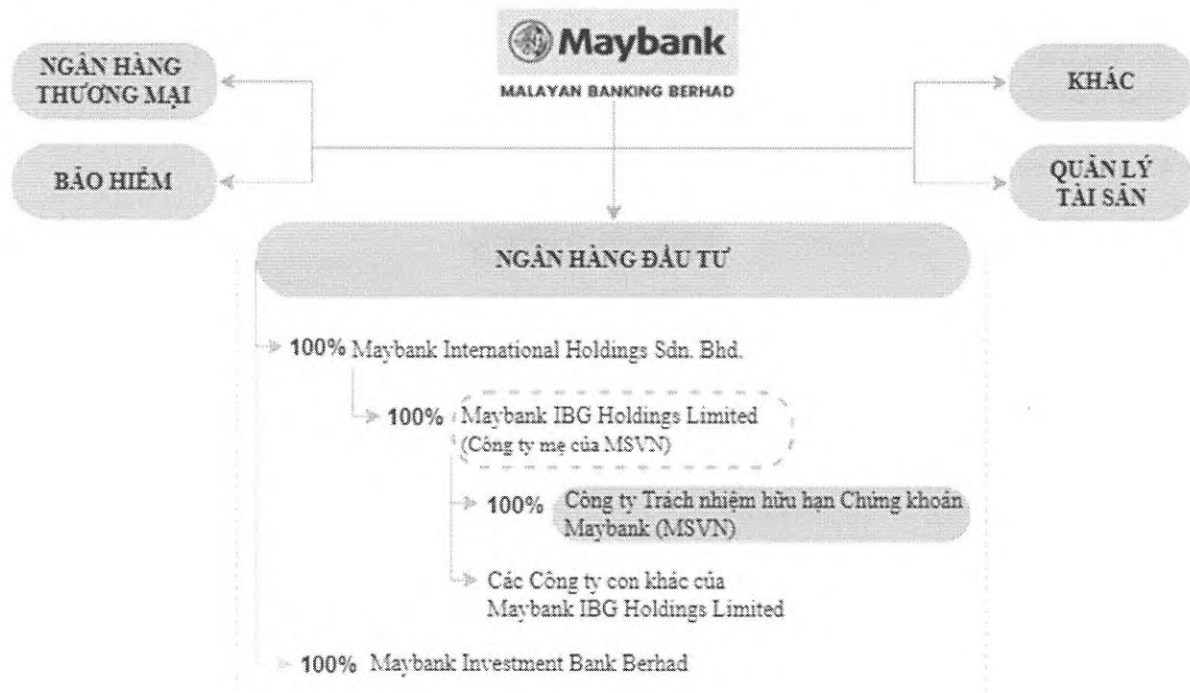 Maybank
MALAYAN BANKING BERHAD
NGÂN HÀNG
THƯƠNG MẠI
KHÁC
BẢO HIỂM
QUẢN LÝ
TÀI SẢN
NGÂN HÀNG ĐẦU TƯ
100% Maybank International Holdings Sdn. Bhd.
100% Maybank IBG Holdings Limited
(Công ty mẹ của MSVN)
100% Công ty Trách nhiệm hữu hạn Chứng khoán
Maybank (MSVN)
Các Công ty con khác của
Maybank IBG Holdings Limited
100% Maybank Investment Bank Berhad